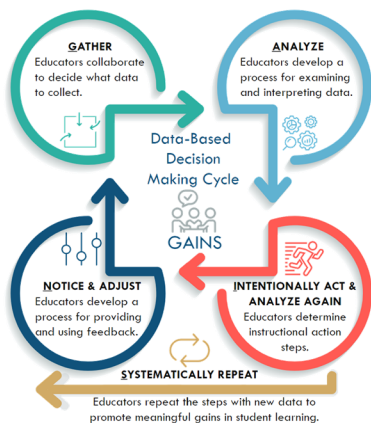 GATHER
Educators collaborate
to decide what data
to collect.
ANALYZE
Educators develop a
process for examining
and interpreting data.
Data-Based
Decision
Making Cycle
GAINS
NOTICE & ADJUST
Educators develop a
process for providing
and using feedback.
INTENTIONALLY ACT &
ANALYZE AGAIN
Educators determine
instructional action
steps.
SYSTEMATICALLY REPEAT
Educators repeat the steps with new data to
promote meaningful gains in student learning.